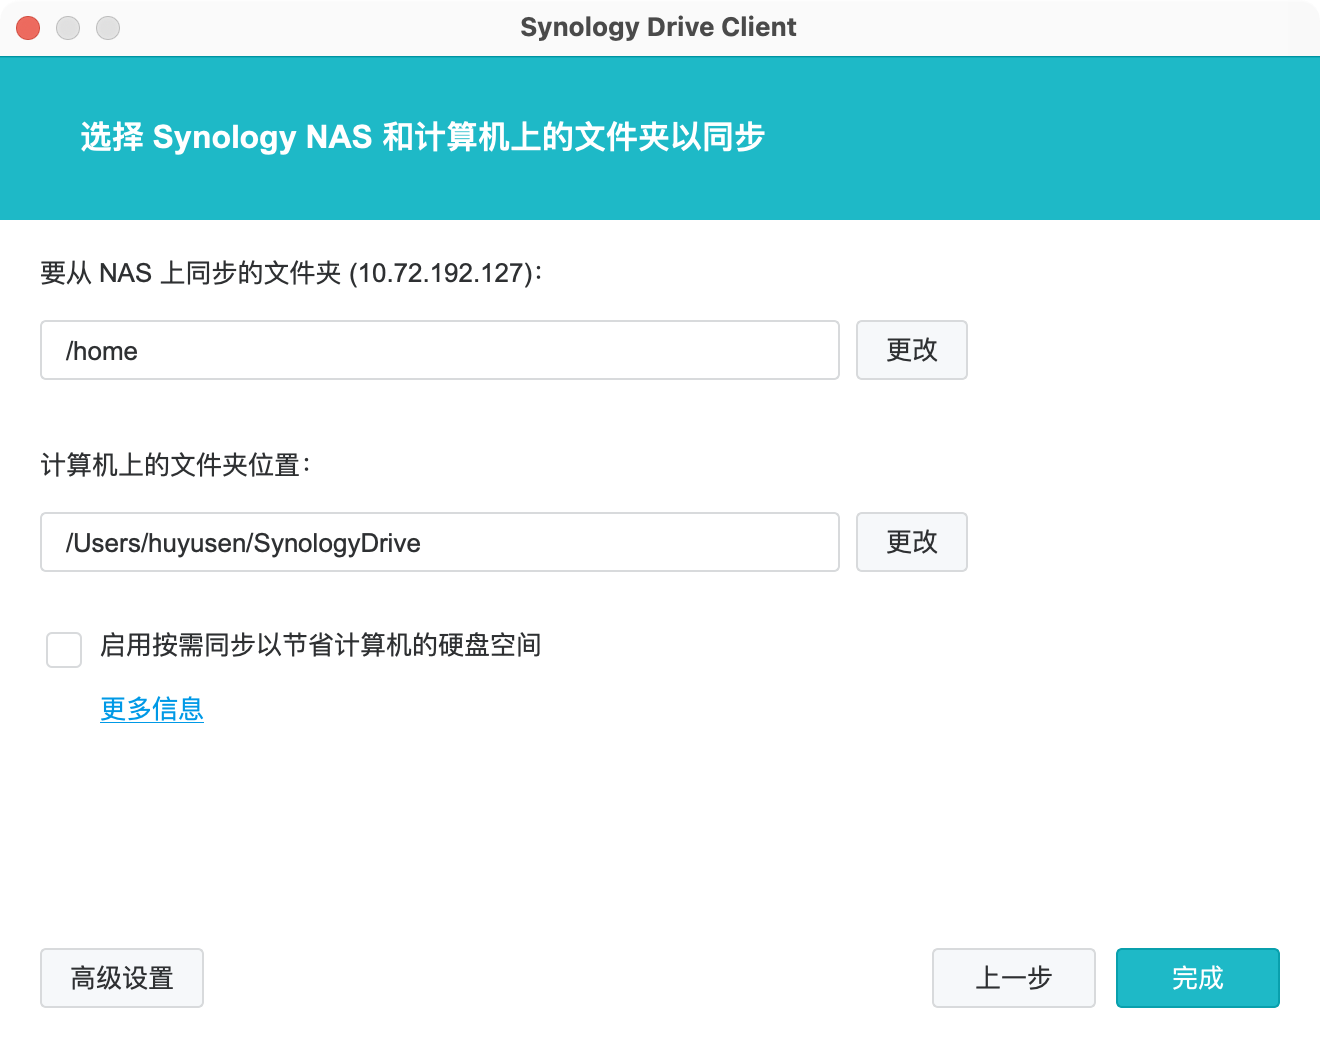 Synology Drive Client
选择 Synology NAS 和计算机上的文件夹以同步
要从 NAS 上同步的文件夹 (10.72.192.127):
/home
更改
计算机上的文件夹位置:
/Users/huyusen/SynologyDrive
更改
启用按需同步以节省计算机的硬盘空间
更多信息
高级设置
上一步
完成